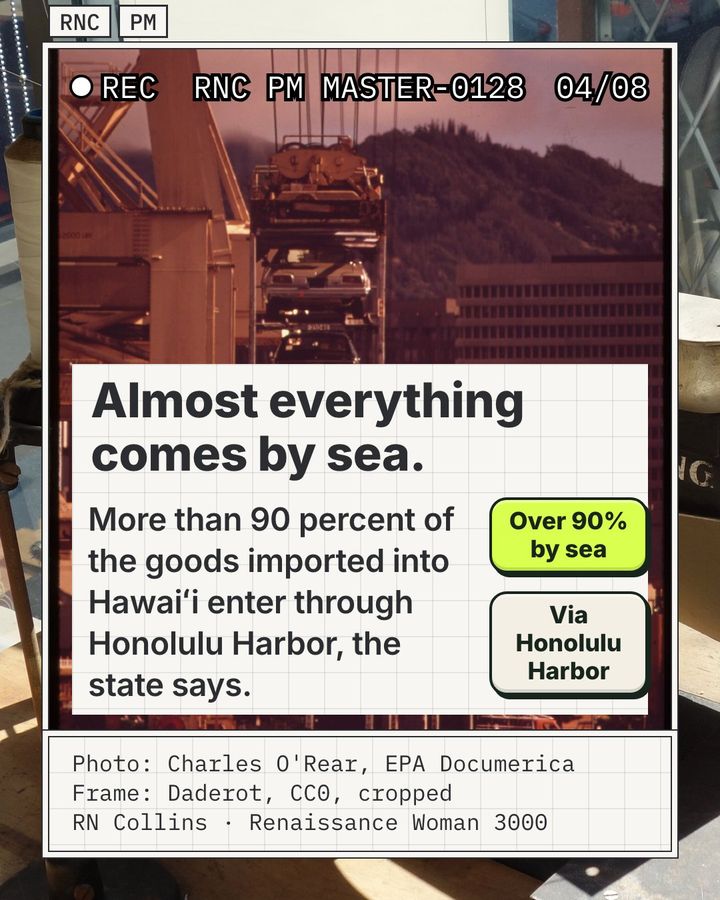 RNC PM
REC RNC PM MASTER-0128 04/08
Almost everything
comes by sea.
More than 90 percent of
the goods imported into
Hawaiʻi enter through
Honolulu Harbor, the
state says.
Over 90%
by sea
Via
Honolulu
Harbor
Photo: Charles O'Rear, EPA Documerica
Frame: Daderot, CC0, cropped
RN Collins · Renaissance Woman 3000